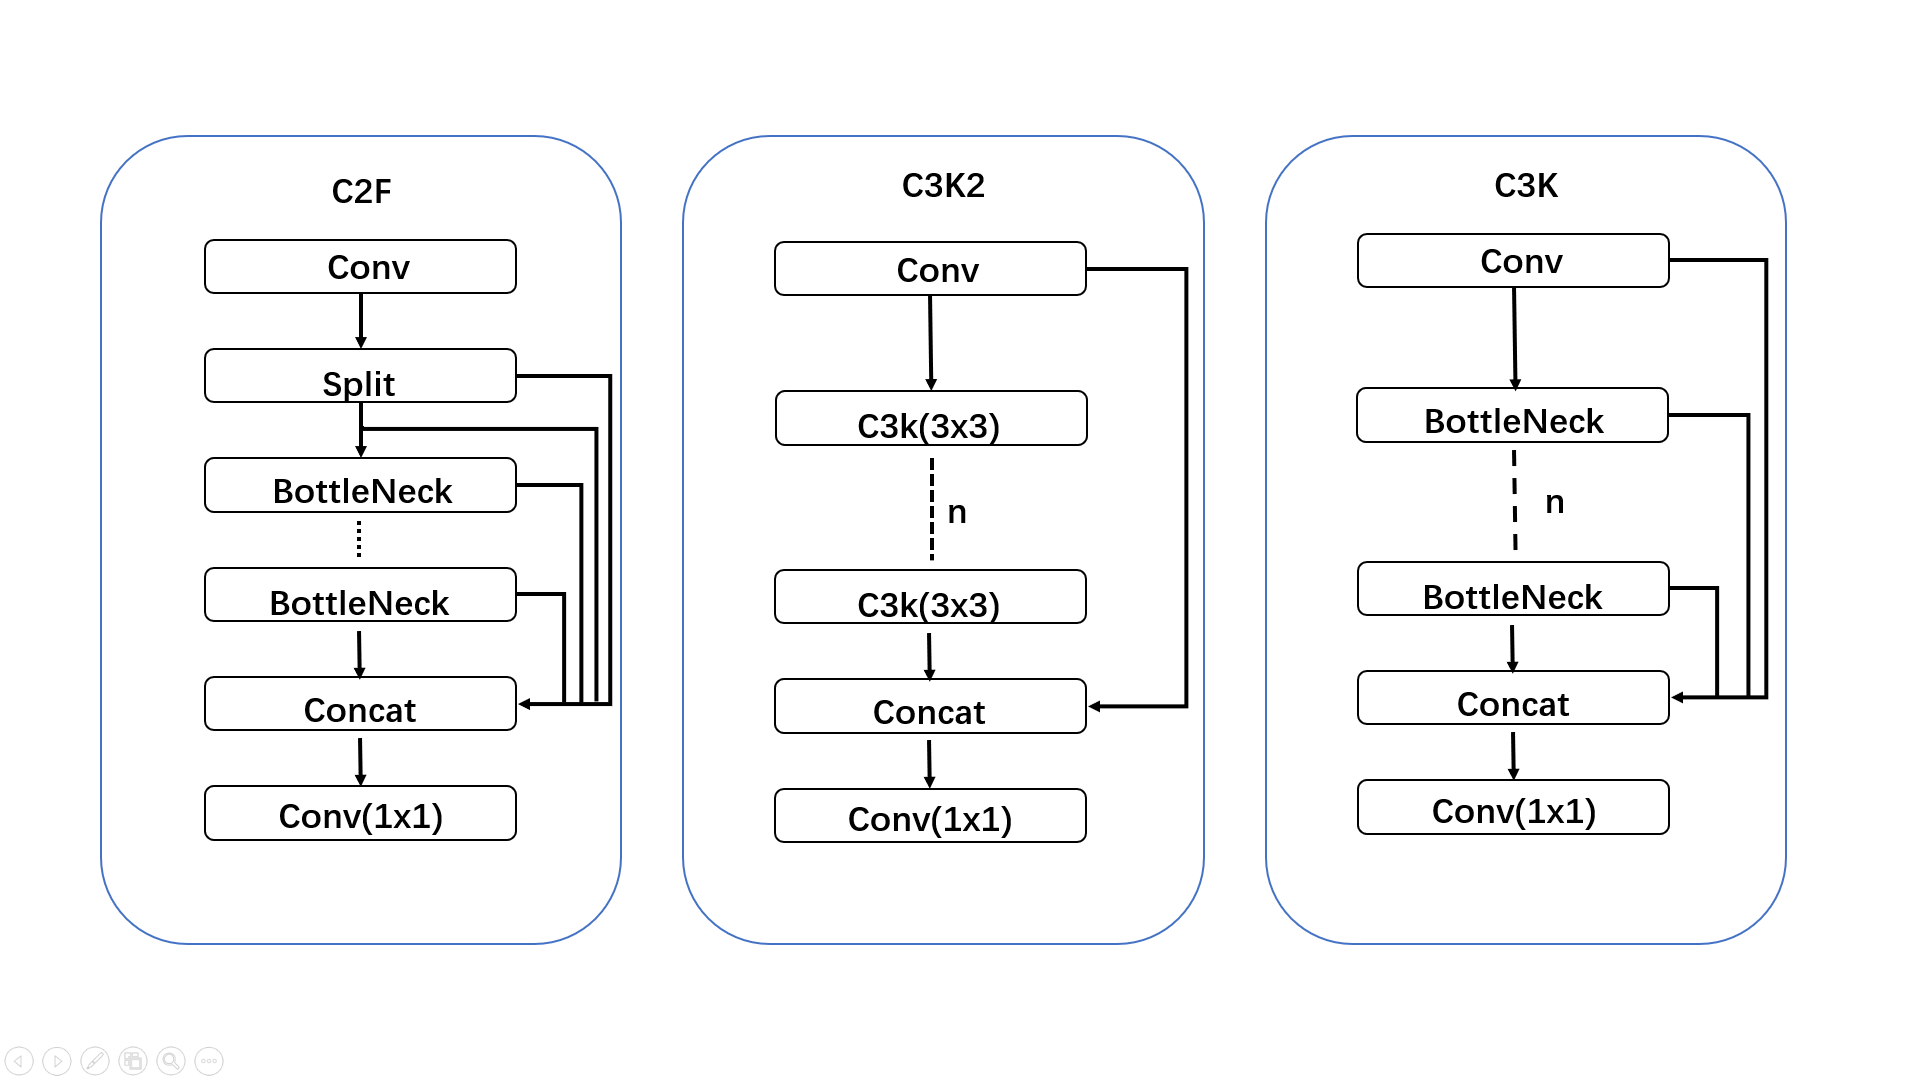 C2F
Conv
Split
BottleNeck
BottleNeck
Concat
Conv(1x1)
C3K2
Conv
C3k(3x3)
n
C3k(3x3)
Concat
Conv(1x1)
C3K
Conv
BottleNeck
n
BottleNeck
Concat
Conv(1x1)